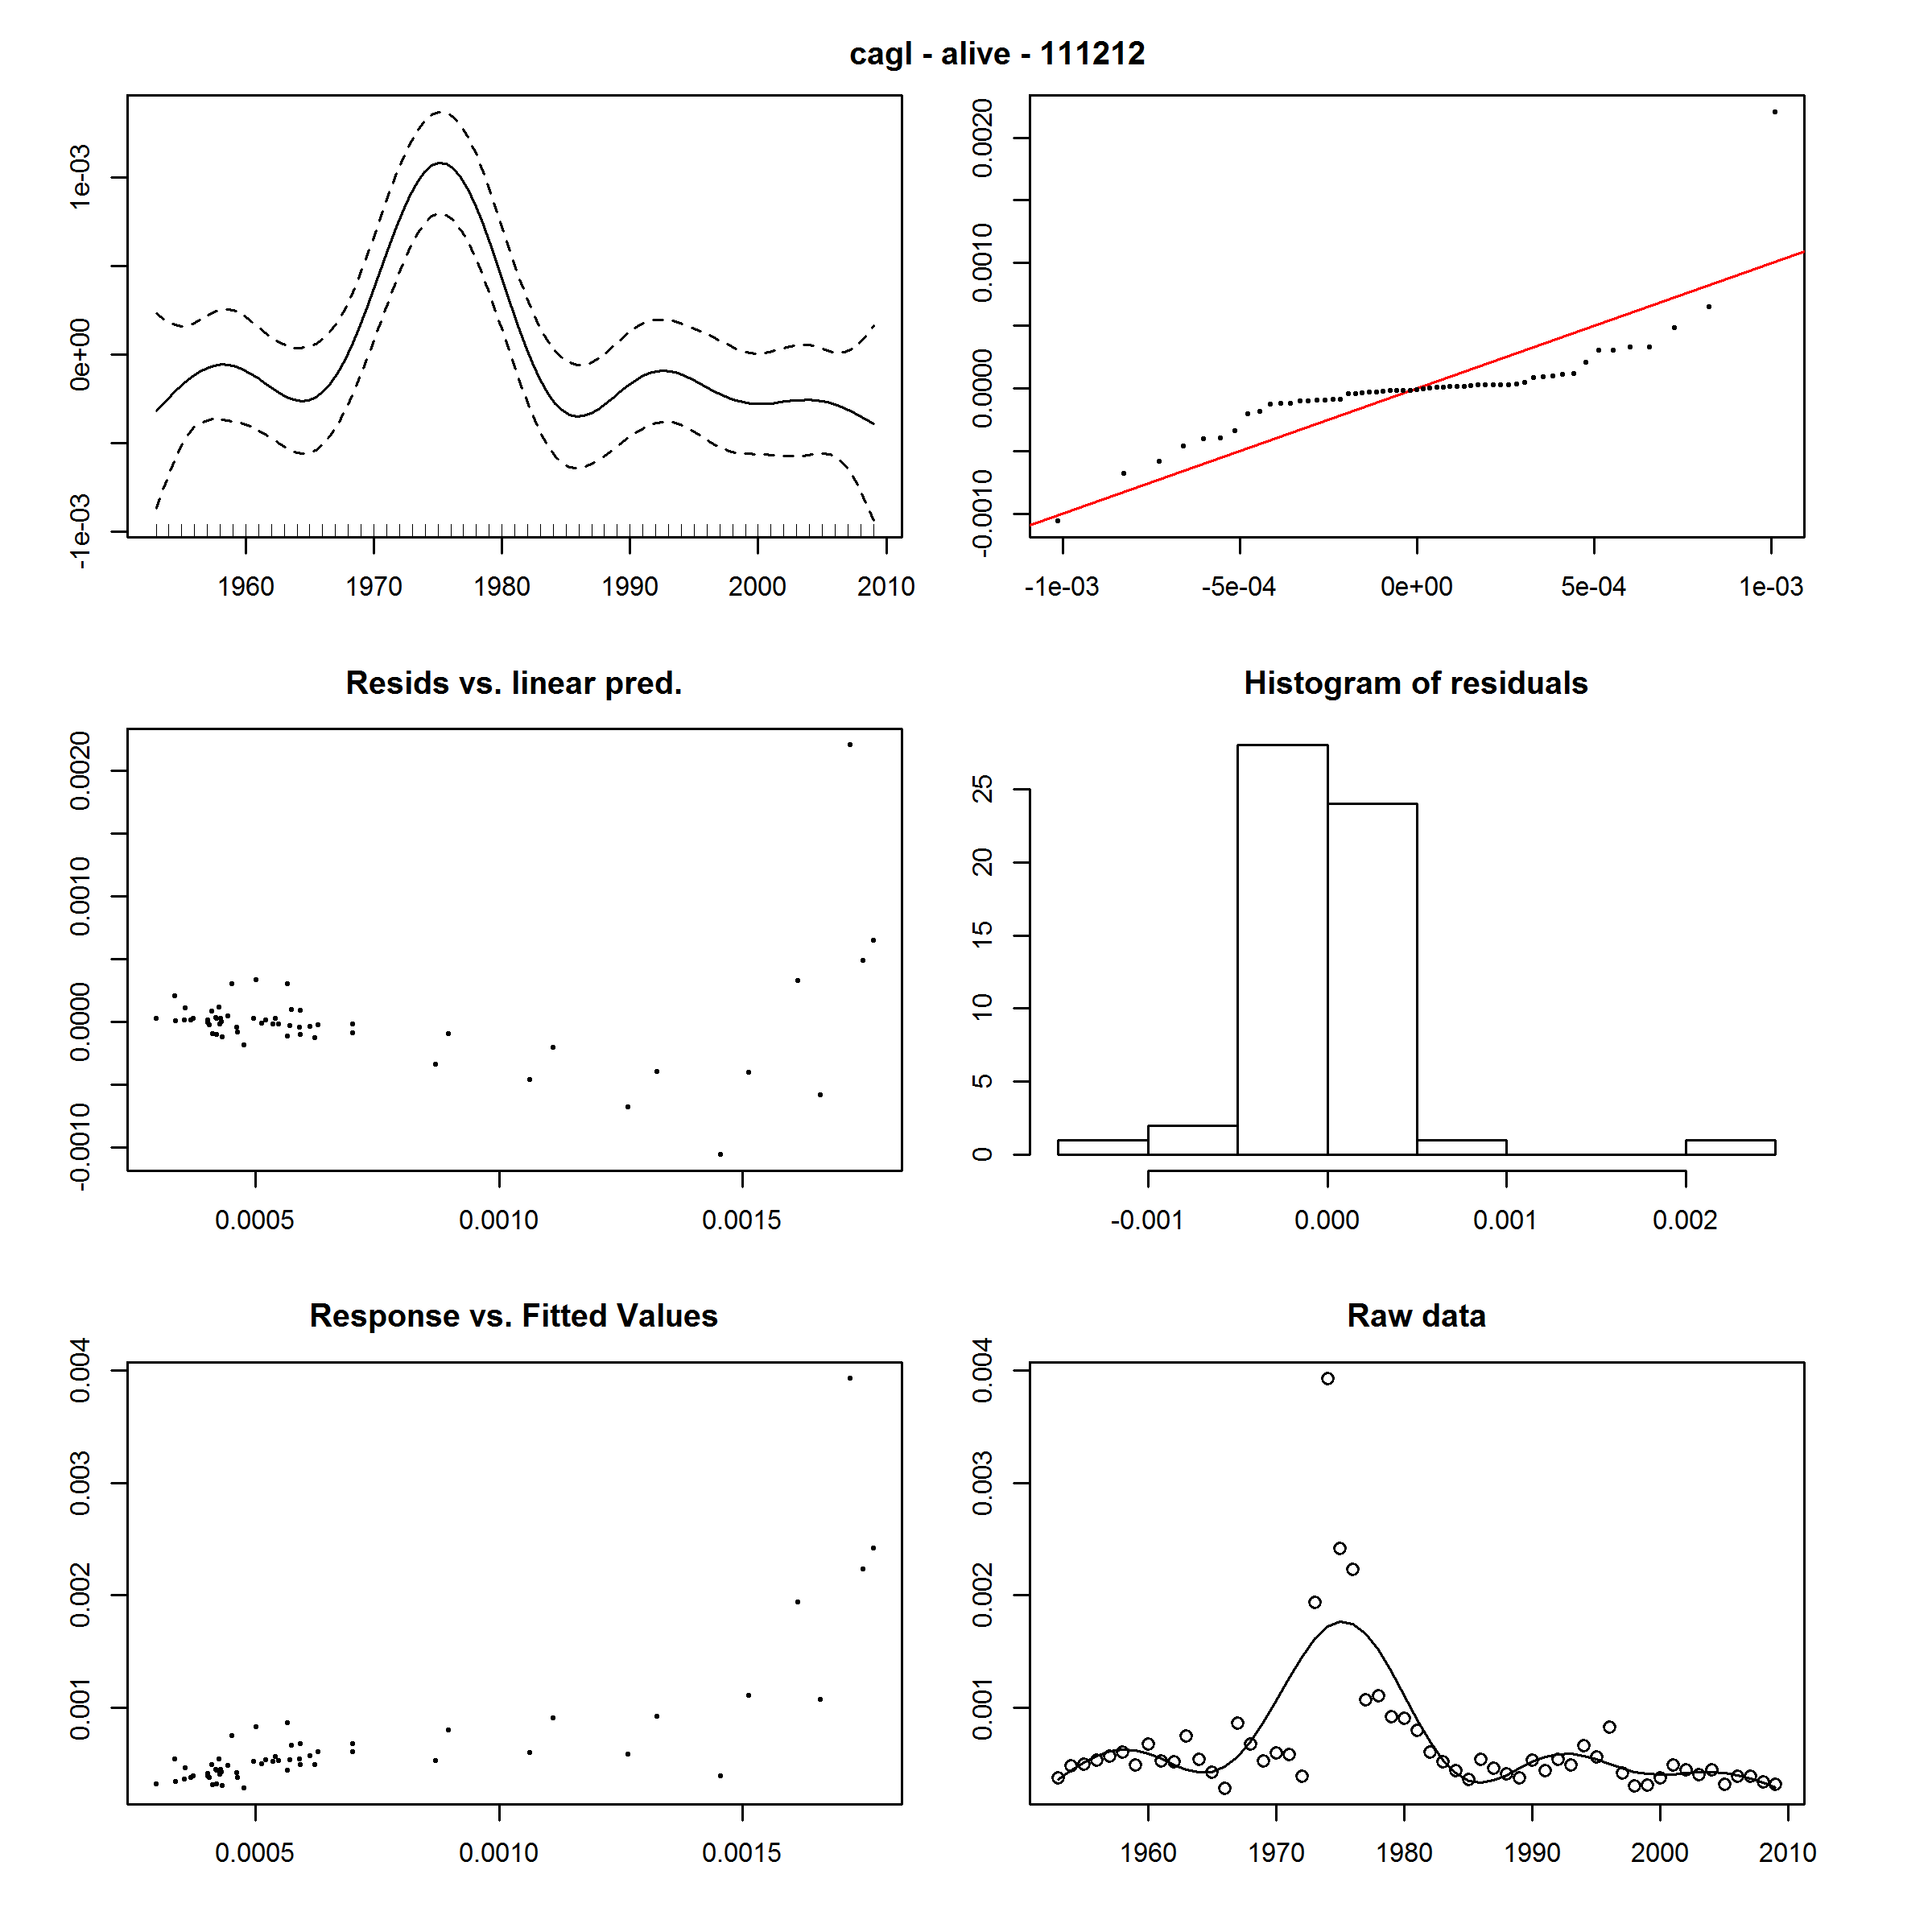 cagl - alive - 111212
1e-03
0e+00
-1e-03
1960 1970 1980 1990 2000 2010
0.0020
0.0010
0.0000
-0.0010
-1e-03 -5e-04 0e+00 5e-04 1e-03
Resids vs. linear pred.
0.0020
0.0010
0.0000
-0.0010
0.0005 0.0010 0.0015
Histogram of residuals
25
20
15
10
5
0
-0.001 0.000 0.001 0.002
Response vs. Fitted Values
0.004
0.003
0.002
0.001
0.0005 0.0010 0.0015
Raw data
0.004
0.003
0.002
0.001
1960 1970 1980 1990 2000 2010